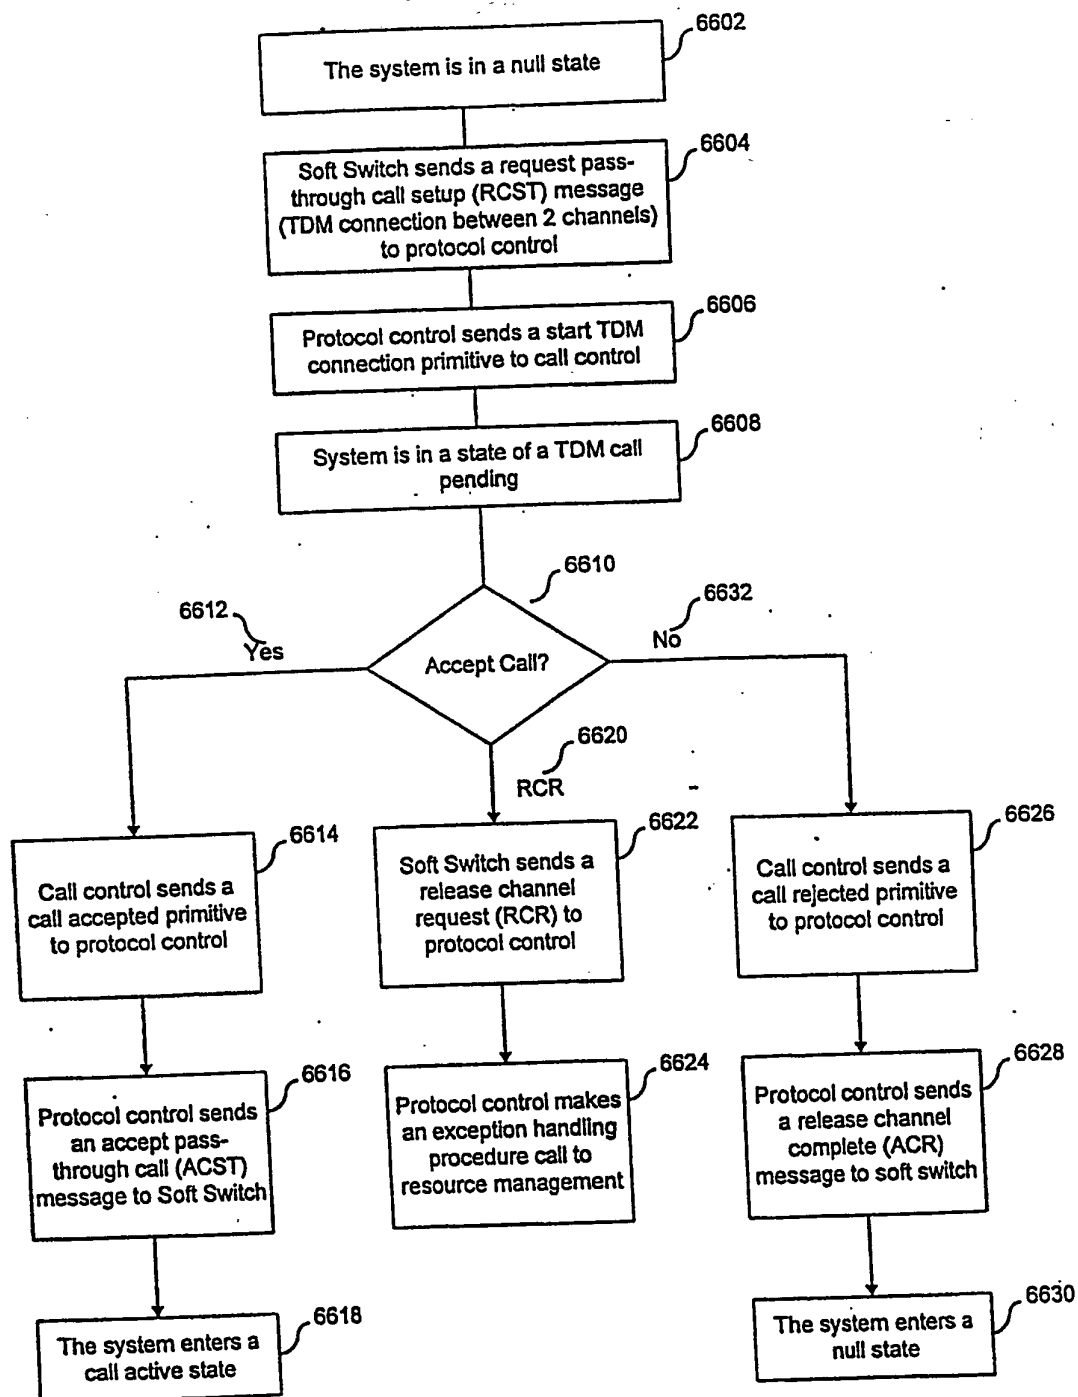 6602
The system is in a null state
6604
Soft Switch sends a request pass-
through call setup (RCST) message
(TDM connection between 2 channels)
to protocol control
6606
Protocol control sends a start TDM
connection primitive to call control
6608
System is in a state of a TDM call
pending
6610
6612
Yes
6632
No
Accept Call?
6620
RCR
6614
Call control sends a
call accepted primitive
to protocol control
6622
Soft Switch sends a
release channel
request (RCR) to
protocol control
6626
Call control sends a
call rejected primitive
to protocol control
6616
Protocol control sends
an accept pass-
through call (ACST)
message to Soft Switch
6624
Protocol control makes
an exception handling
procedure call to
resource management
6628
Protocol control sends
a release channel
complete (ACR)
message to soft switch
6618
The system enters a
call active state
6630
The system enters a
null state